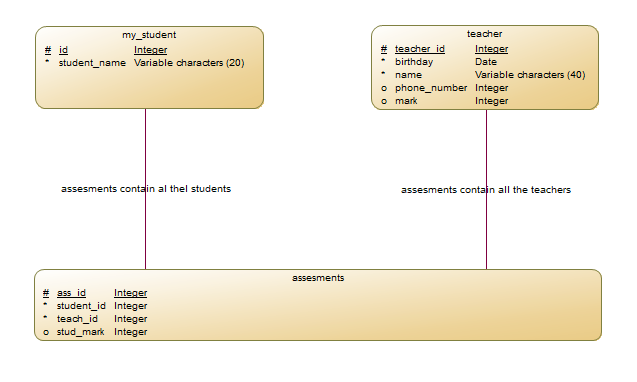 my_student
# id Integer
* student_name Variable characters (20)
teacher
# teacher_id Integer
* birthday Date
* name Variable characters (40)
o phone_number Integer
o mark Integer
assesments contain al thel students
assesments contain all the teachers
assesments
# ass_id Integer
* student_id Integer
* teach_id Integer
o stud_mark Integer